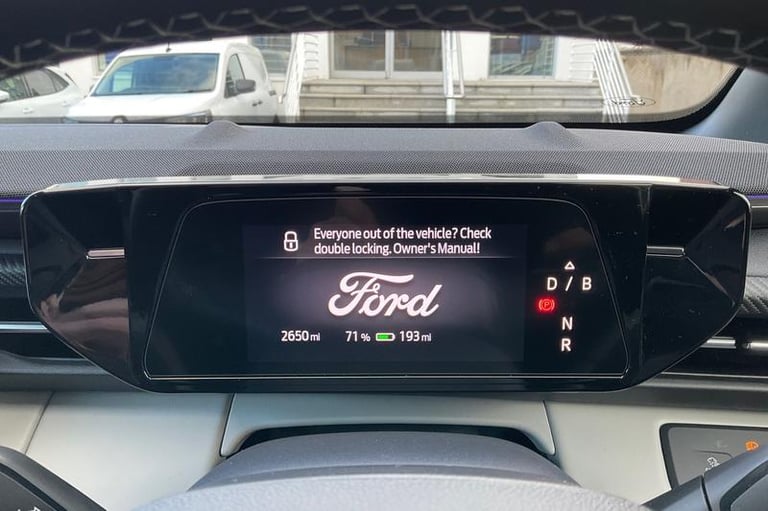 Everyone out of the vehicle? Check
double locking. Owner's Manual!
Ford
2650 mi 71 % 193 mi
D / B
P
N
R